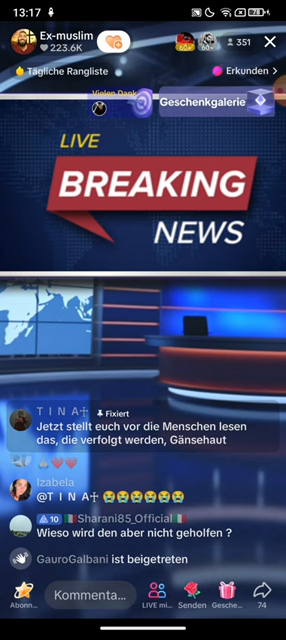 13:17
Ex-muslim
223.6K
60+
60+
351
Tägliche Rangliste
Erkunden >
Vielen Dank
Geschenkgalerie
LIVE
BREAKING
NEWS
T I N A Fixiert
Jetzt stellt euch vor die Menschen lesen
das, die verfolgt werden, Gänsehaut
Izabela
@T I N A
10 Sharani85_Official
Wieso wird den aber nicht geholfen ?
GauroGalbani ist beigetreten
Abonn...
Kommenta...
LIVE mi...
Senden
Gesche...
74